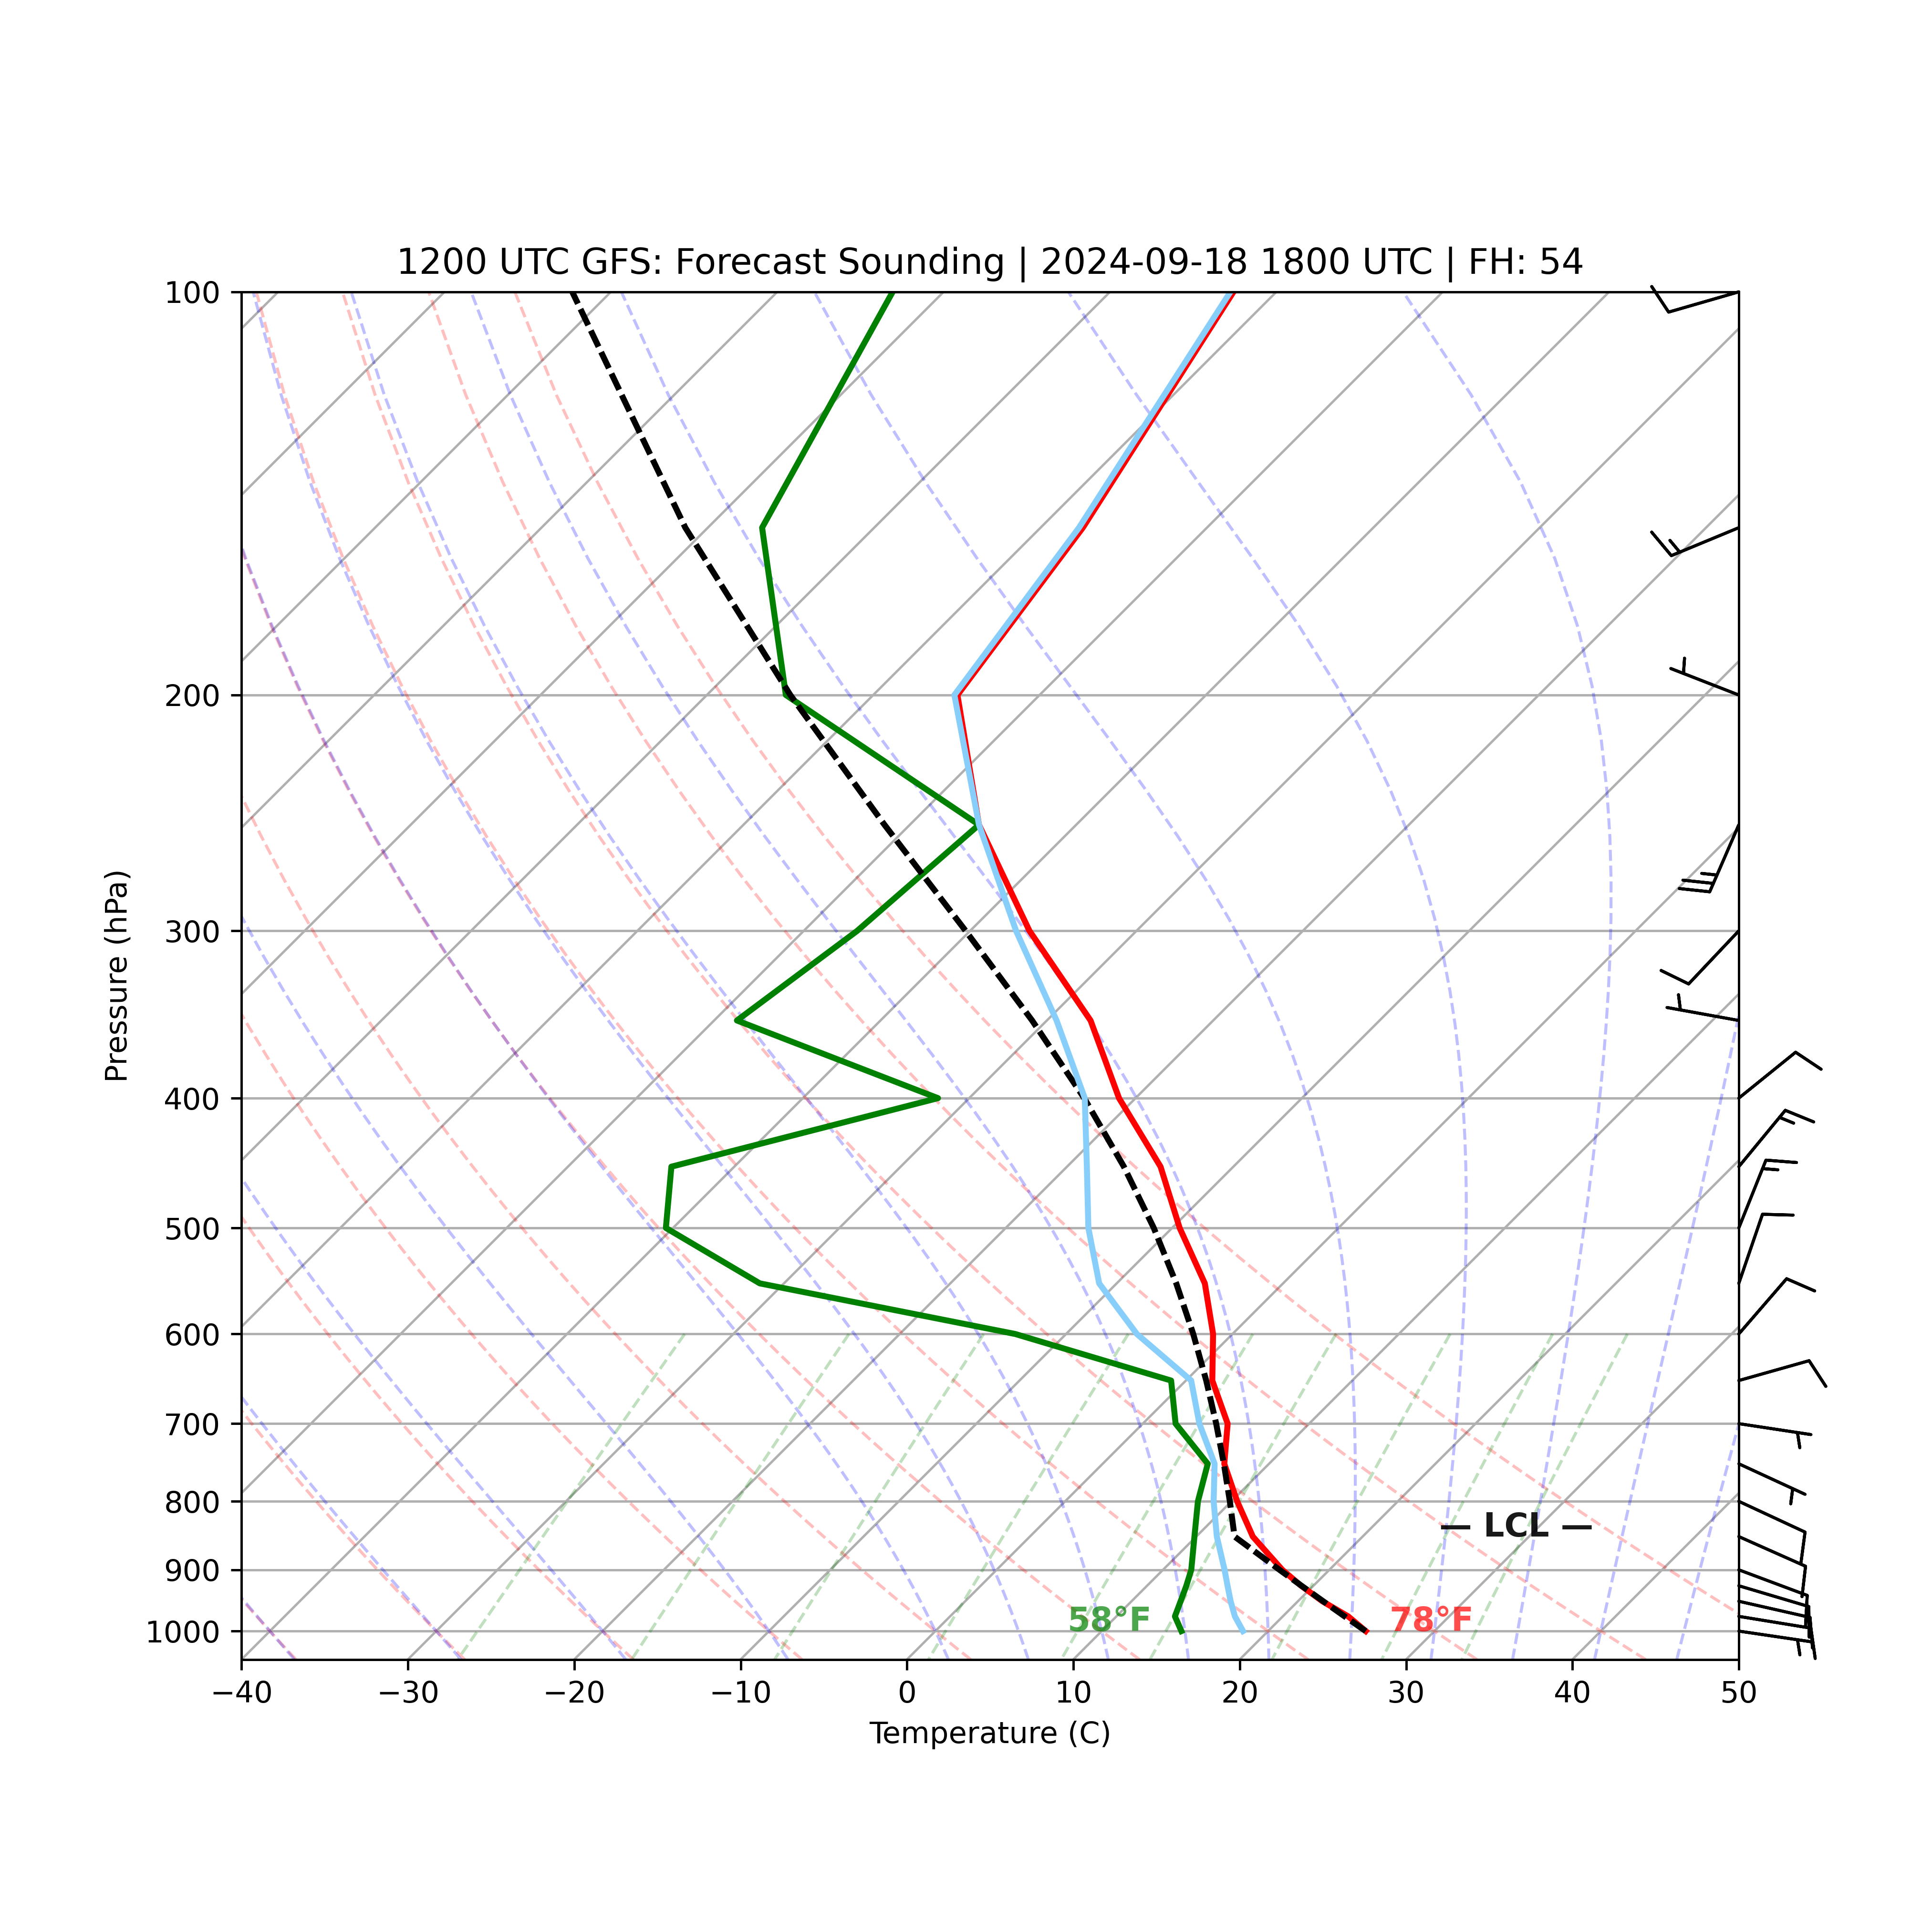 1200 UTC GFS: Forecast Sounding | 2024-09-18 1800 UTC | FH: 54
100
200
300
400
500
600
700
800
900
1000
Pressure (hPa)
— LCL —
58°F
78°F
−40 −30 −20 −10 0 10 20 30 40 50
Temperature (C)